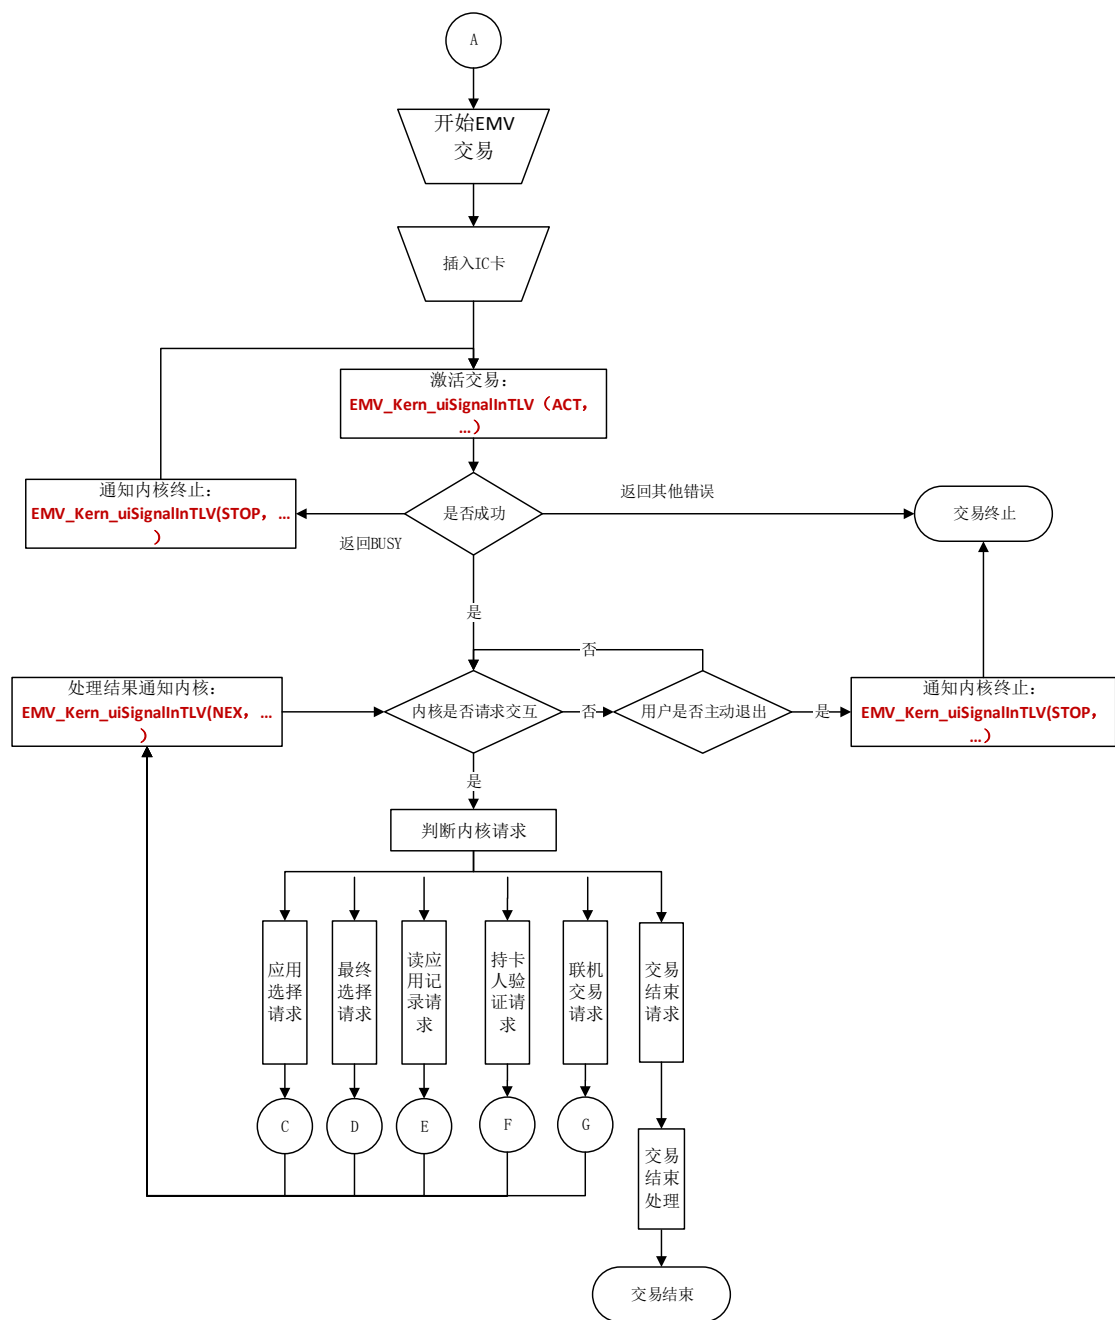 A
开始EMV
交易
插入IC卡
激活交易：
EMV_Kern_uiSignalInTLV（ACT，
…）
通知内核终止：
EMV_Kern_uiSignalInTLV(STOP，…
)
返回BUSY
是否成功
返回其他错误
交易终止
是
否
处理结果通知内核：
EMV_Kern_uiSignalInTLV(NEX，…
)
内核是否请求交互
否
用户是否主动退出
是
通知内核终止：
EMV_Kern_uiSignalInTLV(STOP，
…)
是
判断内核请求
应用
选择
请求
最终
选择
请求
读应
用记
录请
求
持卡
人验
证请
求
联机
交易
请求
交易
结束
请求
C
D
E
F
G
交易
结束
处理
交易结束